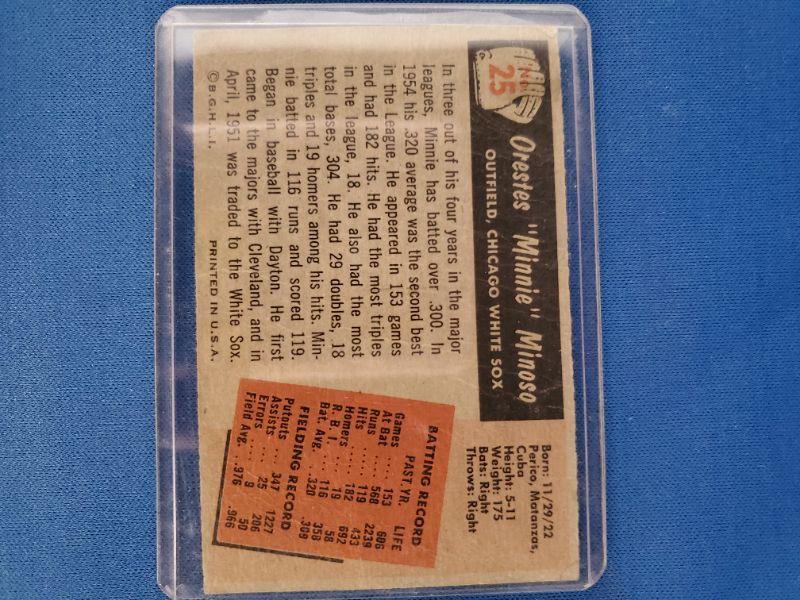 NO.
25
Orestes "Minnie" Minoso
OUTFIELD, CHICAGO WHITE SOX
Born: 11/29/22
Perico, Matanzas,
Cuba
Height: 5-11
Weight: 175
Bats: Right
Throws: Right
In three out of his four years in the major
leagues, Minnie has batted over .300. In
1954 his .320 average was the second best
in the League. He appeared in 153 games
and had 182 hits. He had the most triples
in the league, 18. He also had the most
total bases, 304. He had 29 doubles, 18
triples and 19 homers among his hits. Min-
nie batted in 116 runs and scored 119.
Began in baseball with Dayton. He first
came to the majors with Cleveland, and in
April, 1951 was traded to the White Sox.
© B.G.H.L.I. PRINTED IN U.S.A.
BATTING RECORD
PAST YR. LIFE
Games .... 153 606
At Bat .... 568 2239
Runs .... 119 433
Hits .... 182 692
Homers .... 19 58
R. B. I. .... 116 358
Bat. Avg. .. .320 .309
FIELDING RECORD
Putouts .... 347 1227
Assists .... 25 206
Errors .... 9 50
Field Avg. .. .976 .966